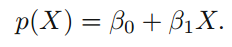 p(X) = β₀ + β₁X.